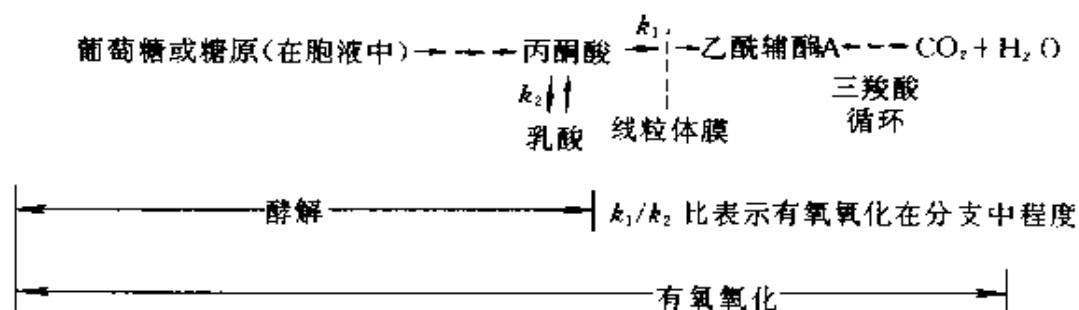 葡萄糖或糖原(在胞液中) 丙酮酸 k₁ 乙酰辅酶A CO₂ + H₂O
k₂ 三羧酸
乳酸 线粒体膜 循环
酵解 k₁/k₂ 比表示有氧氧化在分支中程度
有氧氧化